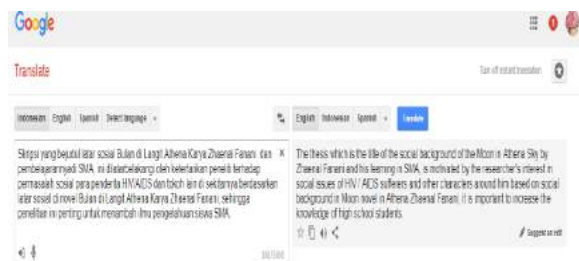 Google
Translate
Turn off instant translation
Indonesian English Spanish Detect language
English Indonesian Spanish Translate
Skripsi yang berjudul latar sosial Bulan di Langit Athena Karya Zhaenal Fanani dan
pembelajarannya di SMA ini dilatarbelakangi oleh ketertarikan peneliti terhadap
permasalah sosial para penderita HIV/AIDS dan tokoh lain di sekitarnya berdasarkan
latar sosial di novel Bulan di Langit Athena Karya Zhaenal Fanani, sehingga
penelitian ini penting untuk menambah ilmu pengetahuan siswa SMA.
The thesis which is the title of the social background of the Moon in Athena Sky by
Zhaenal Fanani and his learning in SMA, is motivated by the researcher's interest in
social issues of HIV / AIDS sufferers and other characters around him based on social
background in Moon novel in Athena Zhaenal Fanani, it is important to increase the
knowledge of high school students.
Suggest an edit